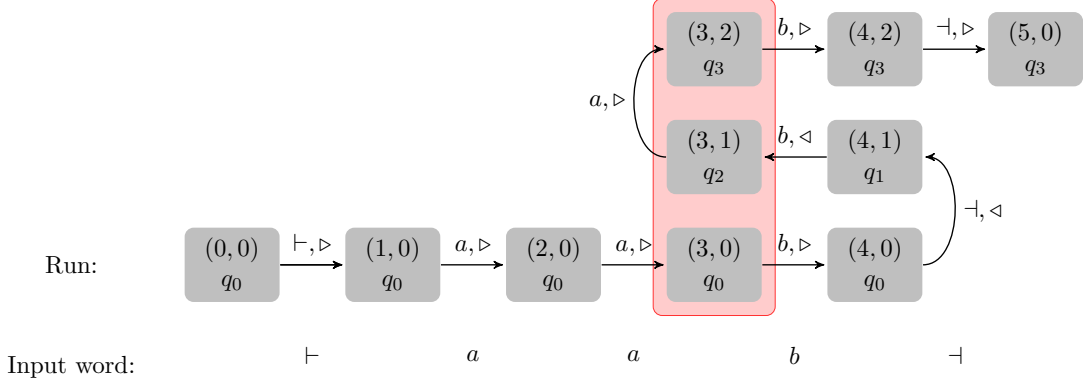 (3, 2) b, ▷ (4, 2) ⊣, ▷ (5, 0)
q₃ q₃ q₃
a, ▷
(3, 1) b, ◁ (4, 1)
q₂ q₁
⊣, ◁
Run: (0, 0) ⊢, ▷ (1, 0) a, ▷ (2, 0) a, ▷ (3, 0) b, ▷ (4, 0)
q₀ q₀ q₀ q₀ q₀
Input word: ⊢ a a b ⊣